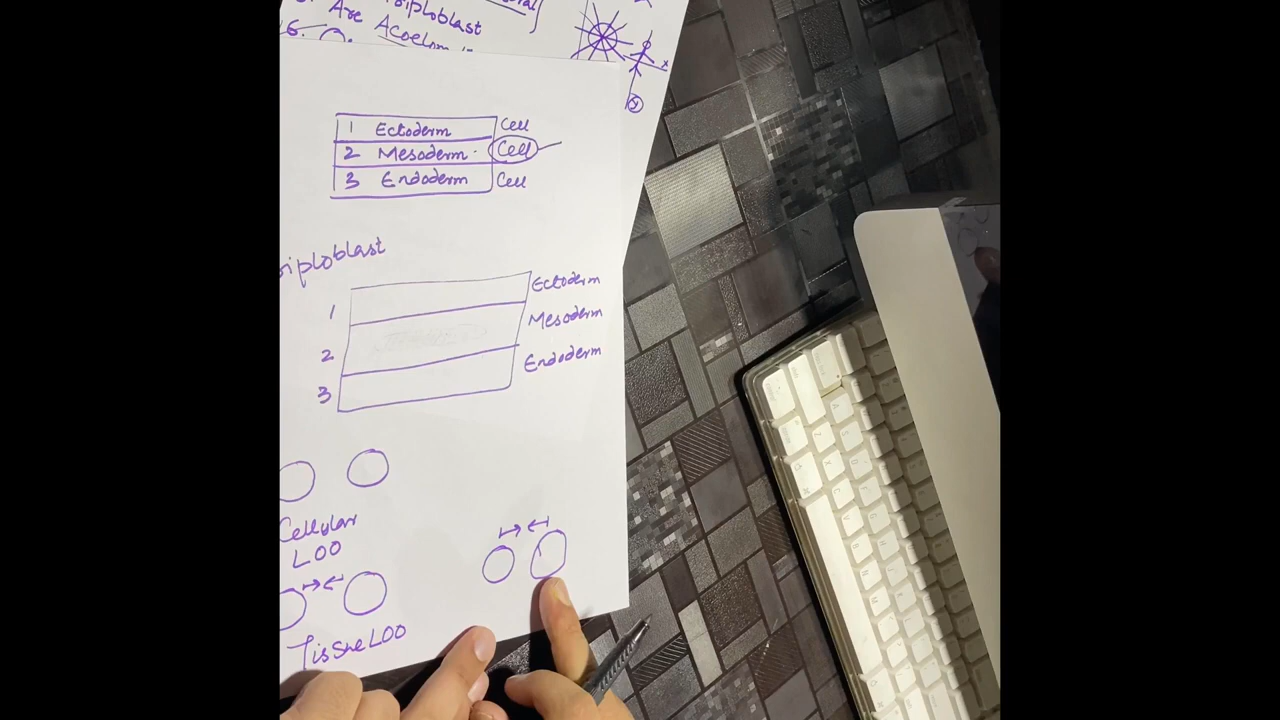 Are
Acoelom
1 Ectoderm Cell
2 Mesoderm Cell
3 Endoderm Cell
iploblast
Ectoderm
1
Mesoderm
2
Endoderm
3
Cellular
LOO
Tissue LOO